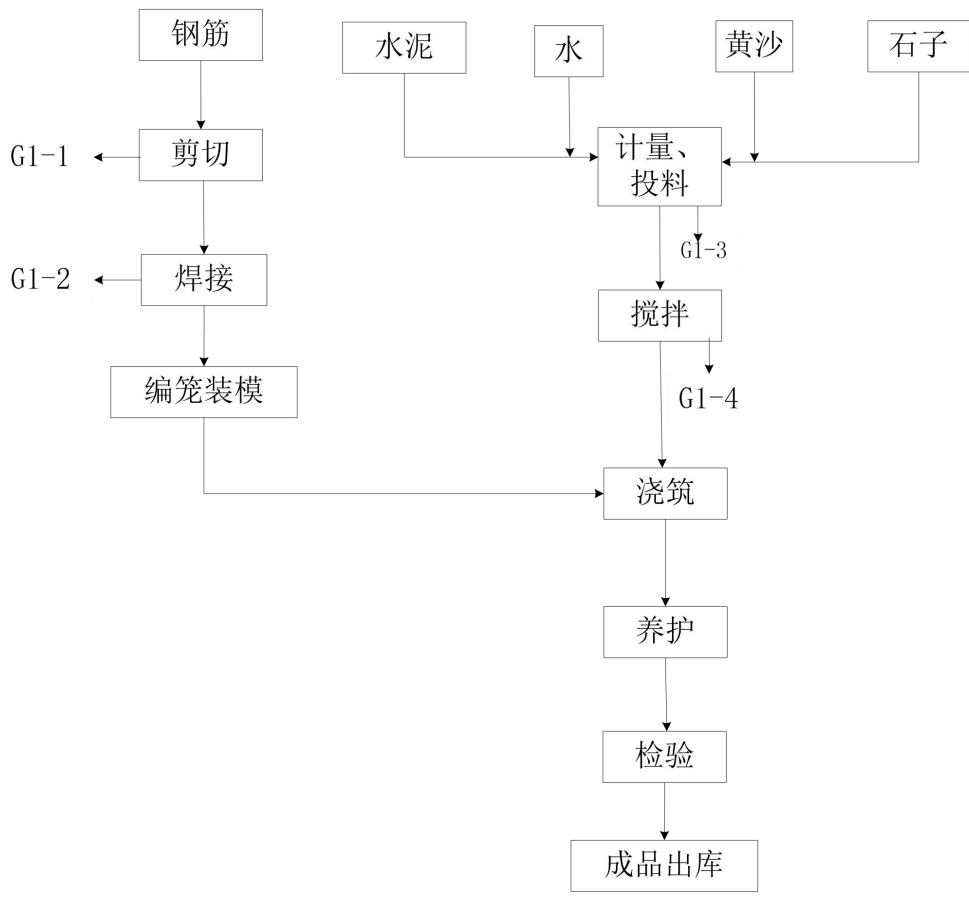 钢筋
水泥
水
黄沙
石子
G1-1
剪切
计量、
投料
G1-3
G1-2
焊接
搅拌
编笼装模
G1-4
浇筑
养护
检验
成品出库